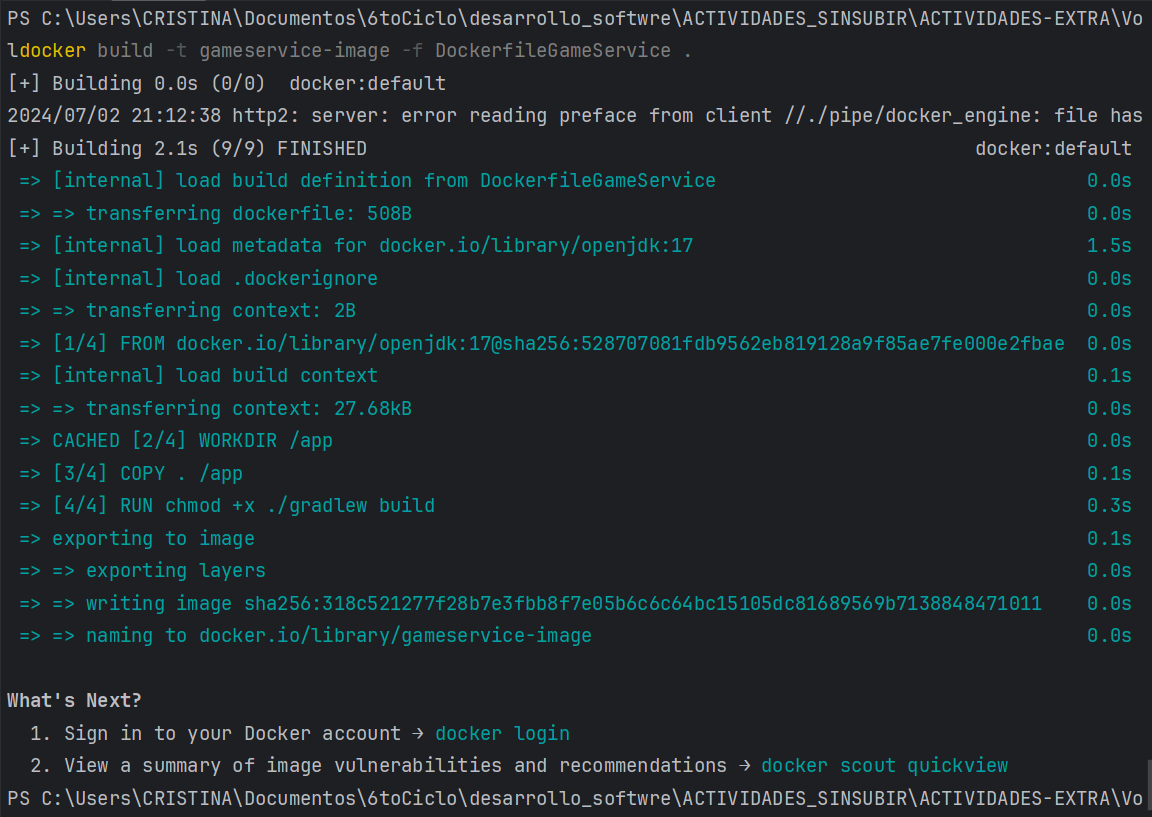 PS C:\Users\CRISTINA\Documentos\6toCiclo\desarrollo_softwre\ACTIVIDADES_SINSUBIR\ACTIVIDADES-EXTRA\Vo
ldocker build -t gameservice-image -f DockerfileGameService .
[+] Building 0.0s (0/0)  docker:default
2024/07/02 21:12:38 http2: server: error reading preface from client //./pipe/docker_engine: file has
[+] Building 2.1s (9/9) FINISHED docker:default
=> [internal] load build definition from DockerfileGameService 0.0s
=> => transferring dockerfile: 508B 0.0s
=> [internal] load metadata for docker.io/library/openjdk:17 1.5s
=> [internal] load .dockerignore 0.0s
=> => transferring context: 2B 0.0s
=> [1/4] FROM docker.io/library/openjdk:17@sha256:528707081fdb9562eb819128a9f85ae7fe000e2fbae 0.0s
=> [internal] load build context 0.1s
=> => transferring context: 27.68kB 0.0s
=> CACHED [2/4] WORKDIR /app 0.0s
=> [3/4] COPY . /app 0.1s
=> [4/4] RUN chmod +x ./gradlew build 0.3s
=> exporting to image 0.1s
=> => exporting layers 0.0s
=> => writing image sha256:318c521277f28b7e3fbb8f7e05b6c6c64bc15105dc81689569b7138848471011 0.0s
=> => naming to docker.io/library/gameservice-image 0.0s
What's Next?
1. Sign in to your Docker account → docker login
2. View a summary of image vulnerabilities and recommendations → docker scout quickview
PS C:\Users\CRISTINA\Documentos\6toCiclo\desarrollo_softwre\ACTIVIDADES_SINSUBIR\ACTIVIDADES-EXTRA\Vo